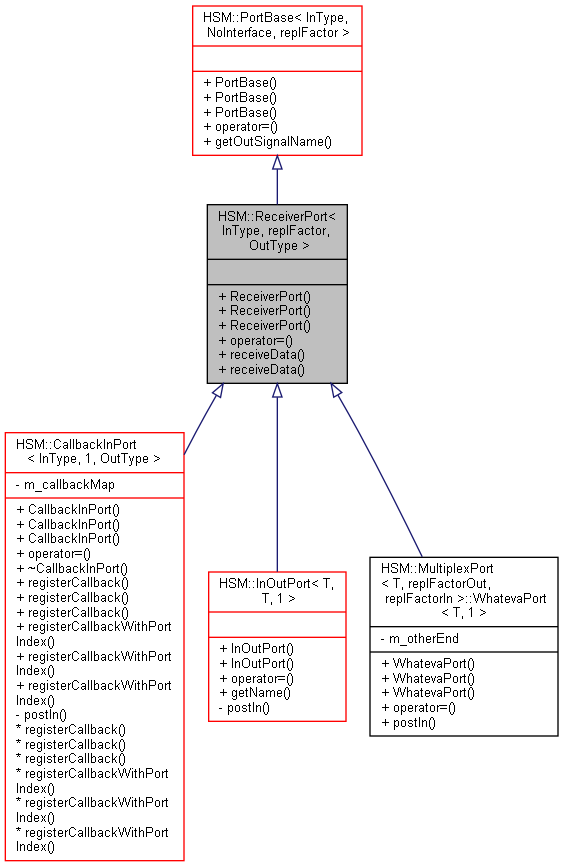 HSM::PortBase< InType,
NoInterface, replFactor >
+ PortBase()
+ PortBase()
+ PortBase()
+ operator=()
+ getOutSignalName()
HSM::ReceiverPort<
InType, replFactor,
OutType >
+ ReceiverPort()
+ ReceiverPort()
+ ReceiverPort()
+ operator=()
+ receiveData()
+ receiveData()
HSM::CallbackInPort
< InType, 1, OutType >
- m_callbackMap
+ CallbackInPort()
+ CallbackInPort()
+ CallbackInPort()
+ operator=()
+ ~CallbackInPort()
+ registerCallback()
+ registerCallback()
+ registerCallback()
+ registerCallbackWithPort
Index()
+ registerCallbackWithPort
Index()
+ registerCallbackWithPort
Index()
- postIn()
* registerCallback()
* registerCallback()
* registerCallback()
* registerCallbackWithPort
Index()
* registerCallbackWithPort
Index()
* registerCallbackWithPort
Index()
HSM::InOutPort< T,
T, 1 >
+ InOutPort()
+ InOutPort()
+ operator=()
+ getName()
- postIn()
HSM::MultiplexPort
< T, replFactorOut,
replFactorIn >::WhatevaPort
< T, 1 >
- m_otherEnd
+ WhatevaPort()
+ WhatevaPort()
+ WhatevaPort()
+ operator=()
+ postIn()